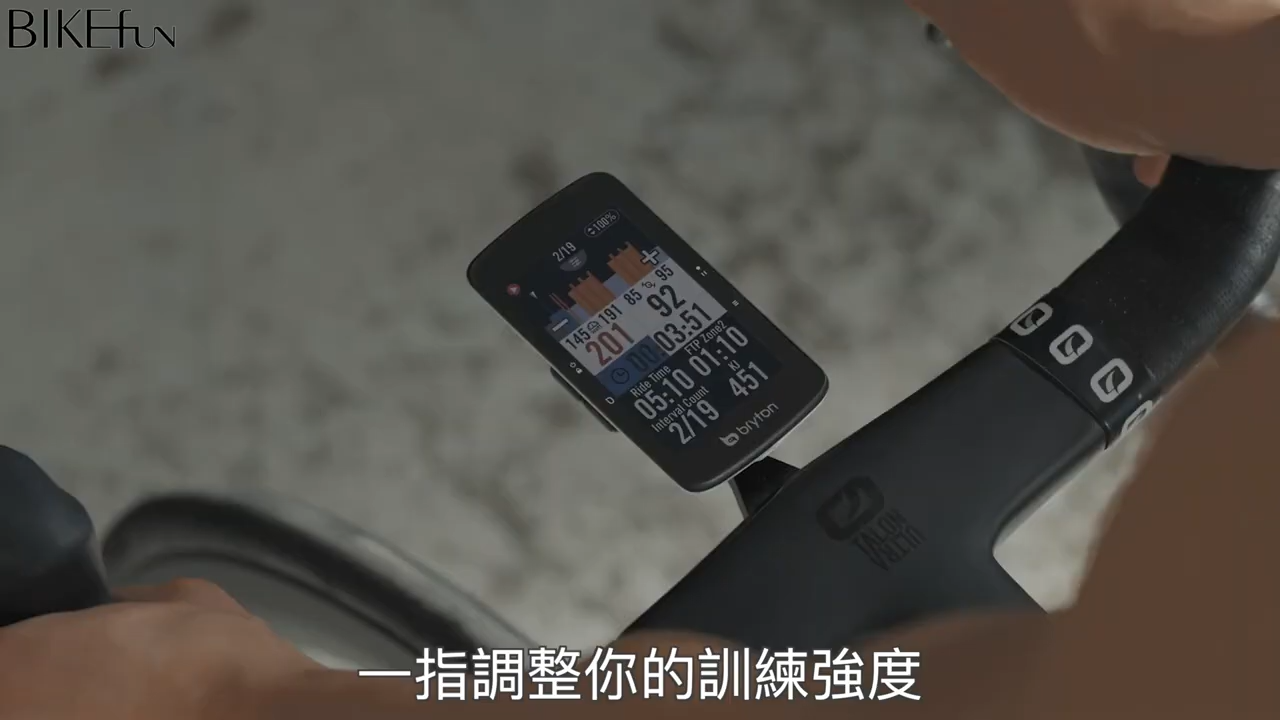 BIKEfun
2/19
100%
145 191 85 95
201 92
00:03:51
Ride Time FTP Zone2
05:10 01:10
Interval Count KJ
2/19 451
bryton
TALON
ULTRA
一指調整你的訓練強度